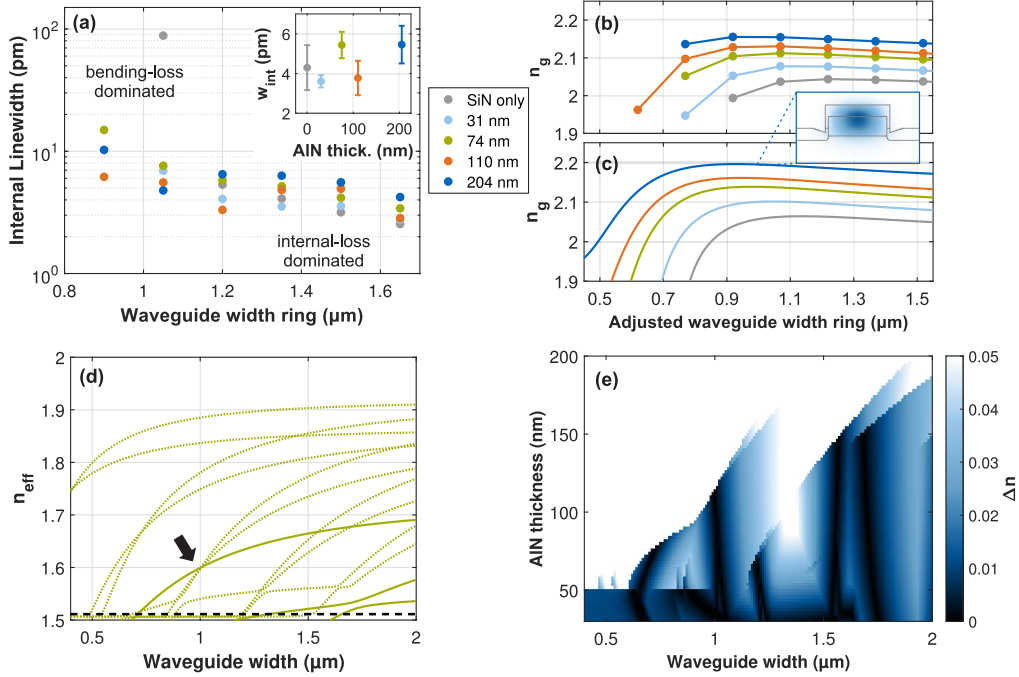 (a)
Internal Linewidth (pm)
10²
10¹
10⁰
bending-loss
dominated
internal-loss
dominated
0.8
1
1.2
1.4
1.6
Waveguide width ring (µm)
w_int (pm)
6
4
2
0
100
200
AlN thick. (nm)
SiN only
31 nm
74 nm
110 nm
204 nm
(b)
n_g
2.2
2.1
2
1.9
(c)
n_g
2.2
2.1
2
1.9
0.5
0.7
0.9
1.1
1.3
1.5
Adjusted waveguide width ring (µm)
(d)
n_eff
2
1.9
1.8
1.7
1.6
1.5
0.5
1
1.5
2
Waveguide width (µm)
(e)
AlN thickness (nm)
200
150
100
50
0.5
1
1.5
2
Waveguide width (µm)
0.05
0.04
0.03
0.02
0.01
0
Δn